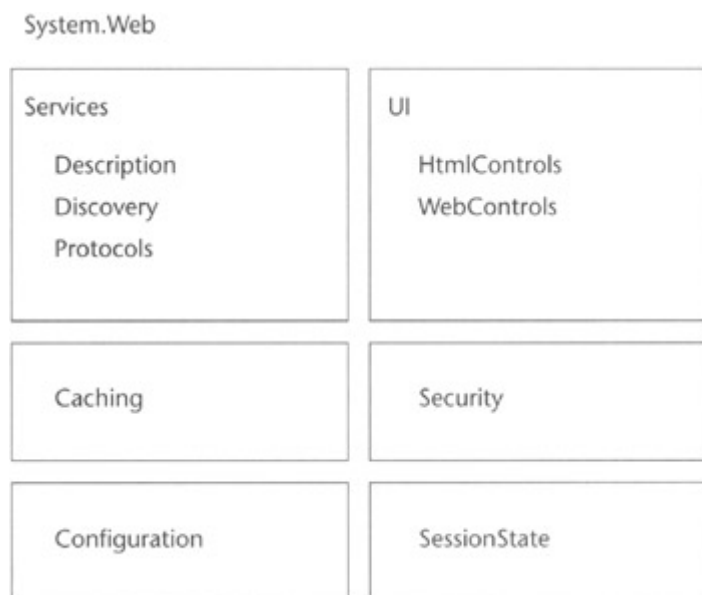 System.Web
Services
Description
Discovery
Protocols
UI
HtmlControls
WebControls
Caching
Security
Configuration
SessionState